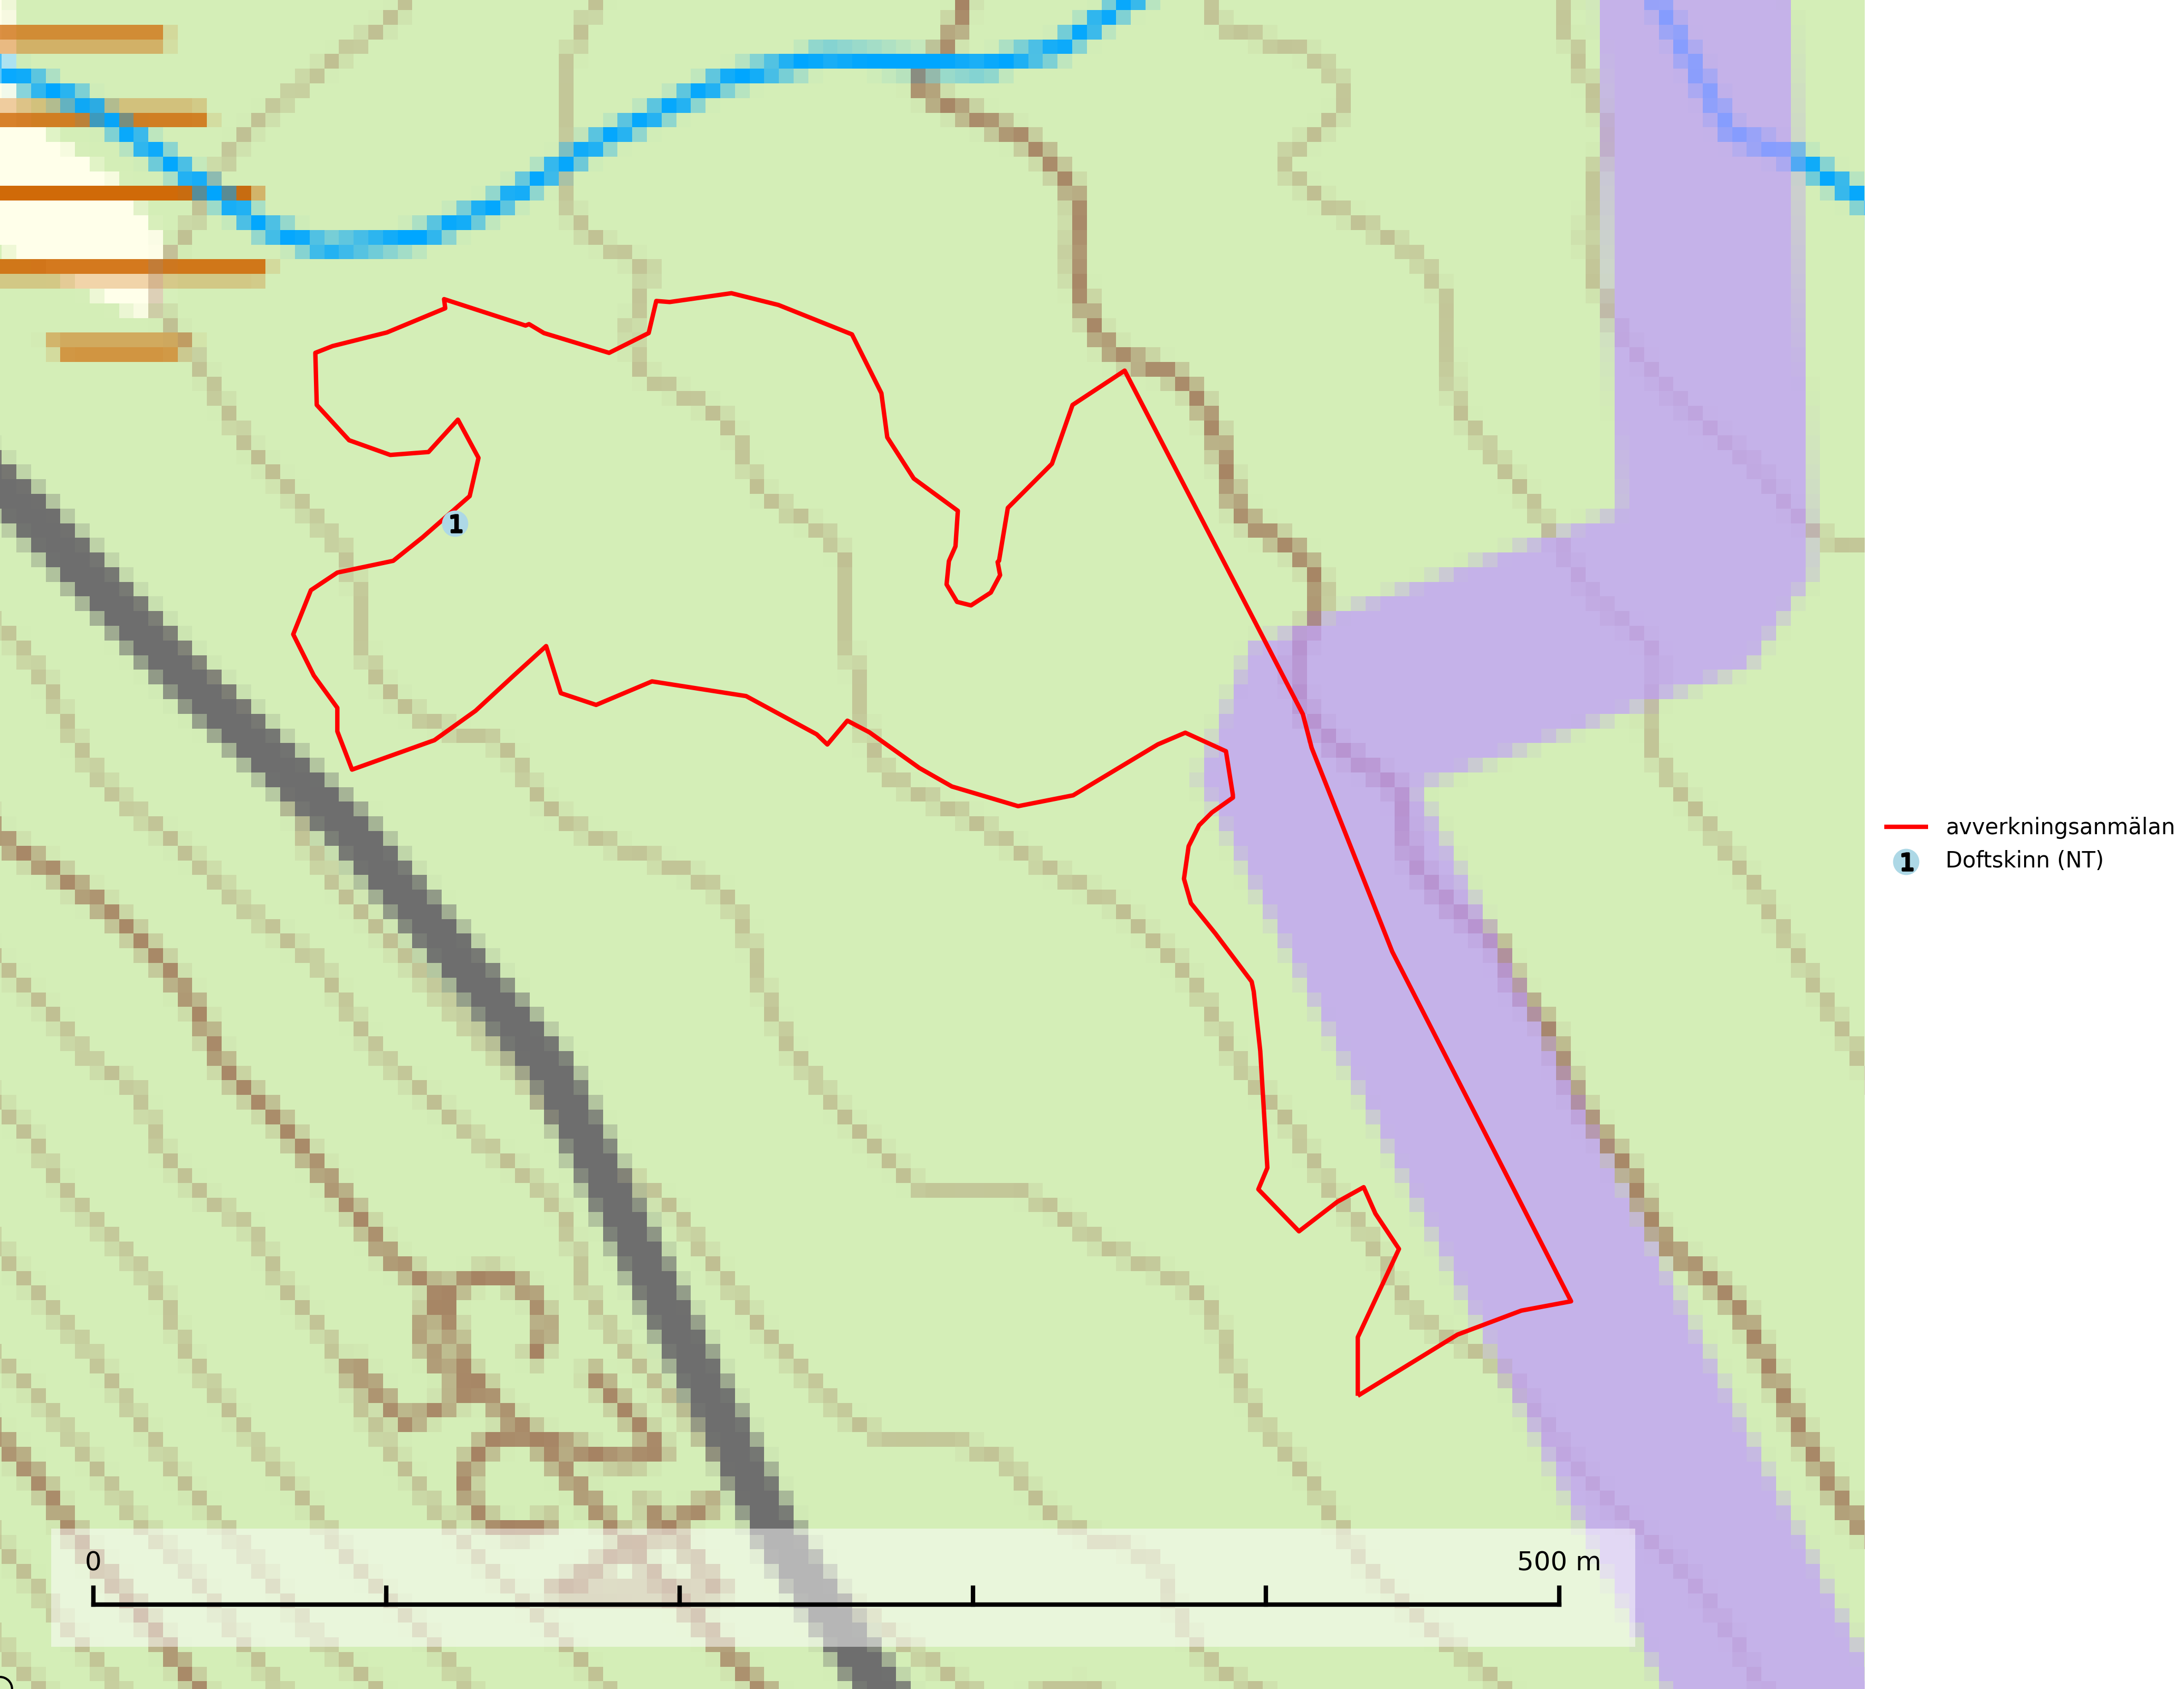 1
avverkningsanmälan
1 Doftskinn (NT)
0 500 m